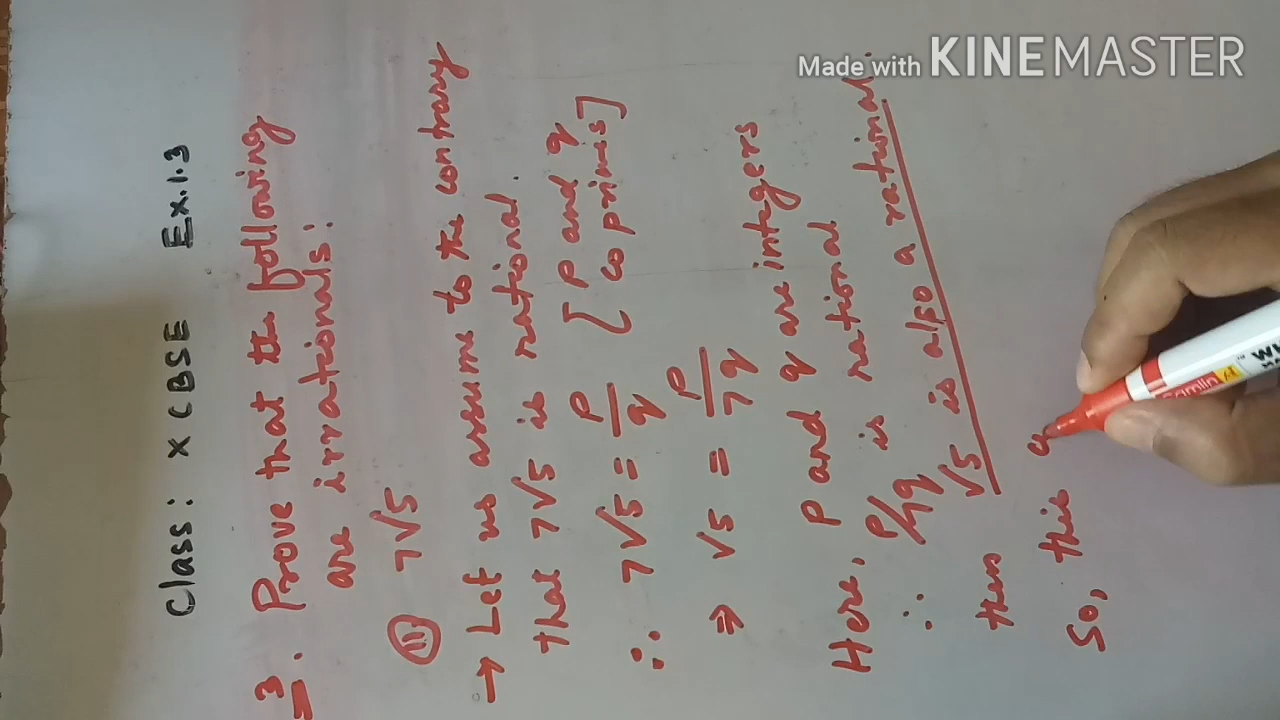 Class: X CBSE Ex.1.3
3. Prove that the following
are irrationals:
(ii) 7√5
→ Let us assume to the contrary
that 7√5 is rational.
∴ 7√5 = p/q [p and q
coprimes]
⇒ √5 = p/7q
Here, p and q are integers
∴ p/7q is rational
then √5 is also a rational.
So, this
Made with KINEMASTER
Camlin